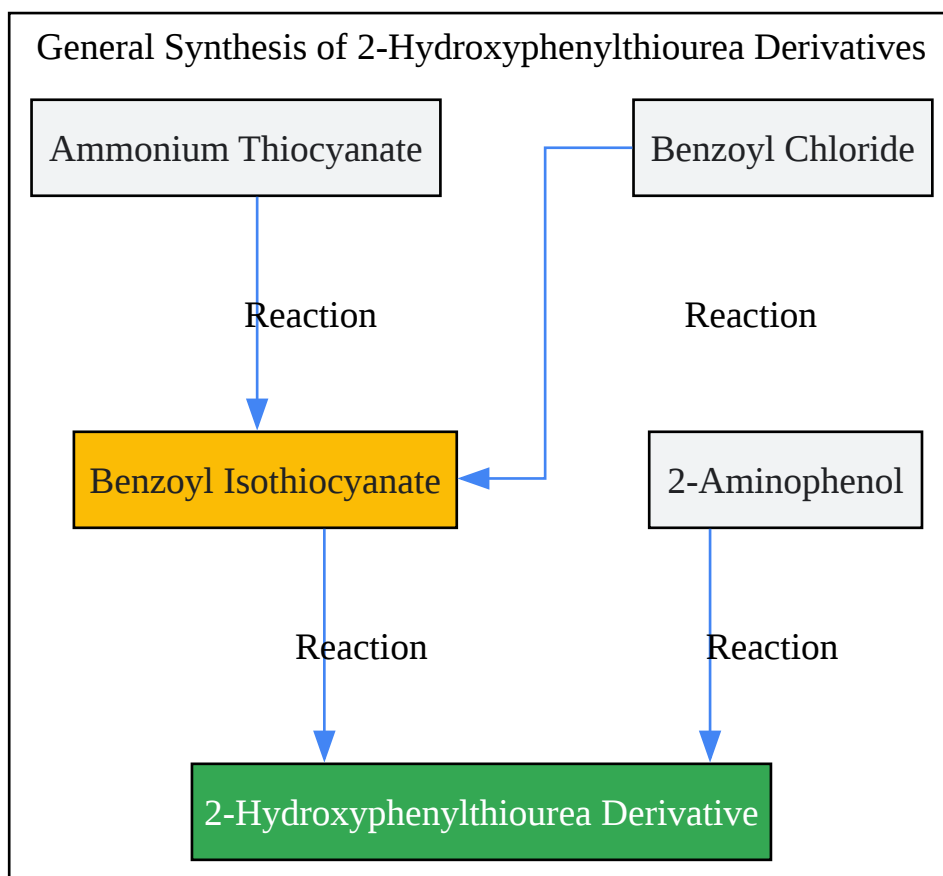 General Synthesis of 2-Hydroxyphenylthiourea Derivatives
Ammonium Thiocyanate
Benzoyl Chloride
Reaction
Reaction
Benzoyl Isothiocyanate
2-Aminophenol
Reaction
Reaction
2-Hydroxyphenylthiourea Derivative